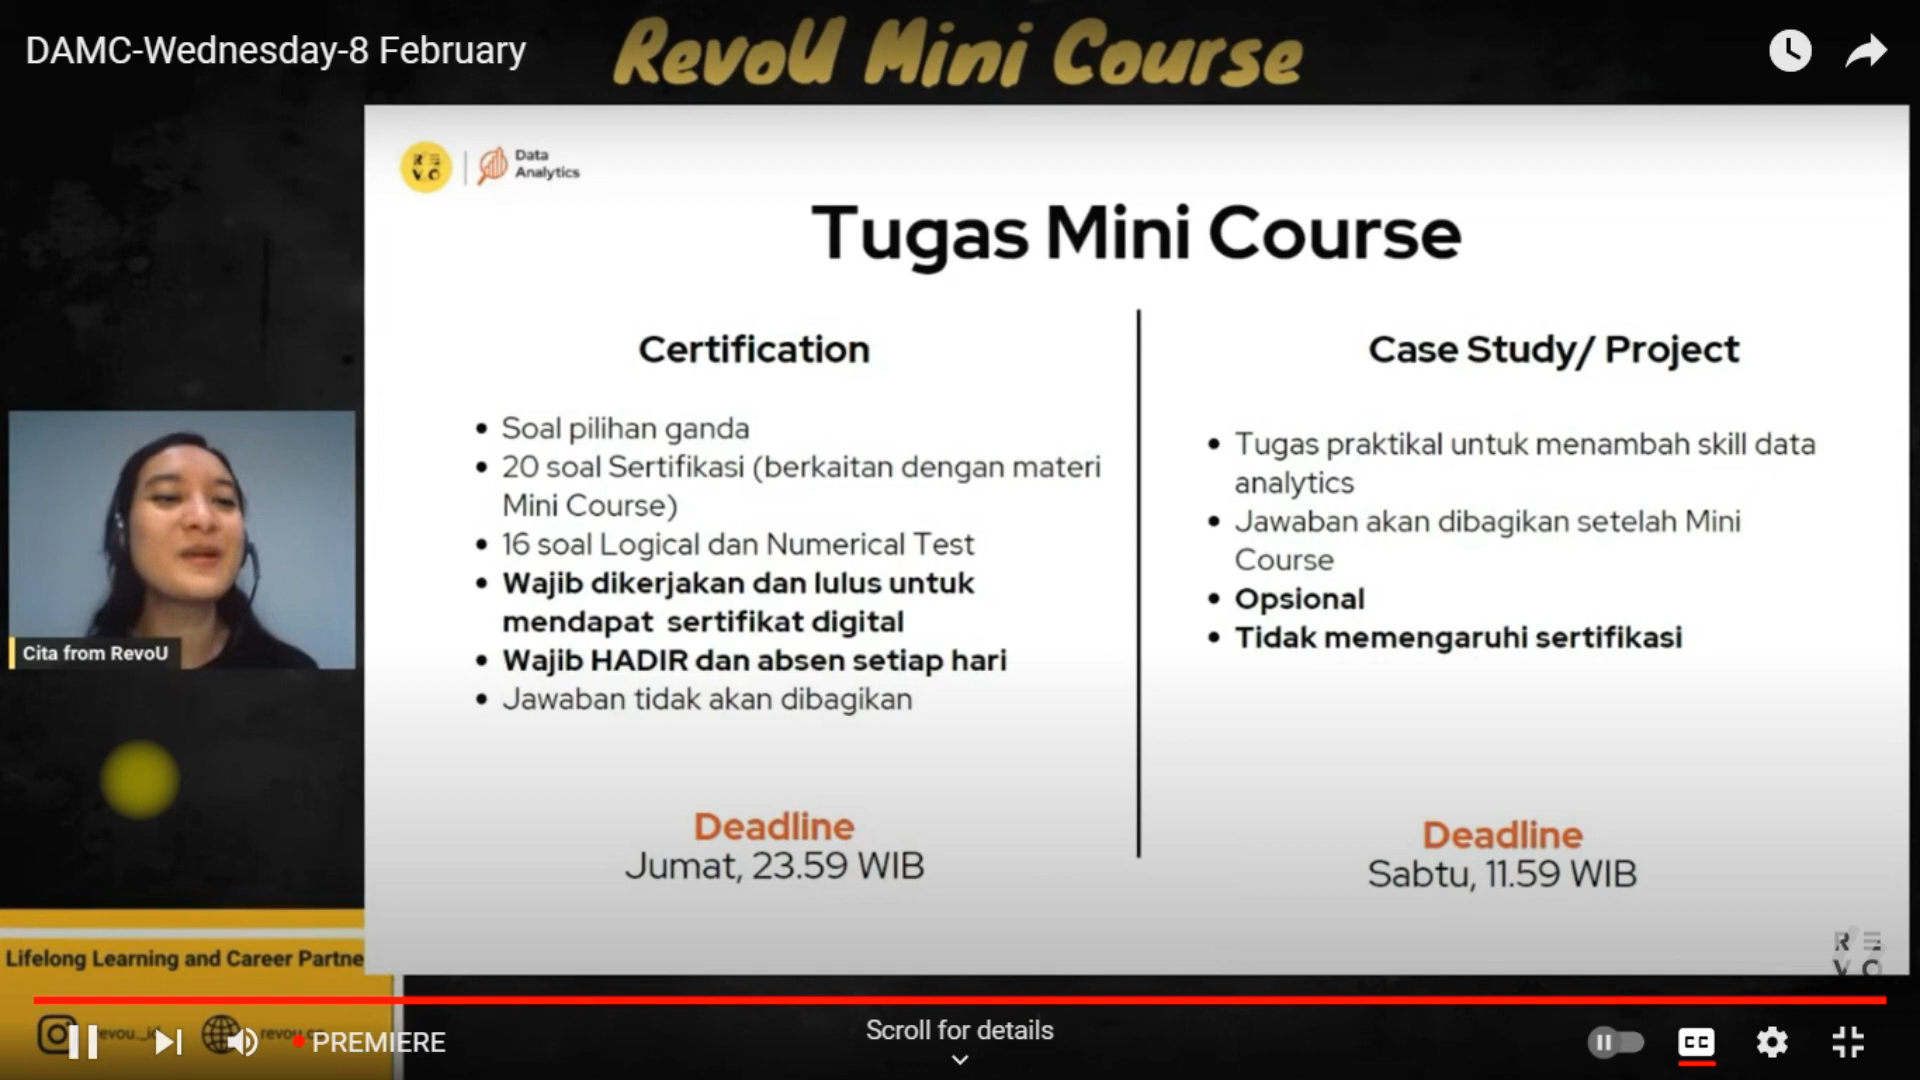 DAMC-Wednesday-8 February
RevoU Mini Course
R E
V O
Data
Analytics
Tugas Mini Course
Certification
• Soal pilihan ganda
• 20 soal Sertifikasi (berkaitan dengan materi
Mini Course)
• 16 soal Logical dan Numerical Test
• Wajib dikerjakan dan lulus untuk
mendapat sertifikat digital
• Wajib HADIR dan absen setiap hari
• Jawaban tidak akan dibagikan
Deadline
Jumat, 23.59 WIB
Case Study/ Project
• Tugas praktikal untuk menambah skill data
analytics
• Jawaban akan dibagikan setelah Mini
Course
• Opsional
• Tidak memengaruhi sertifikasi
Deadline
Sabtu, 11.59 WIB
Cita from RevoU
Lifelong Learning and Career Partne
R E
V O
PREMIERE
Scroll for details
CC